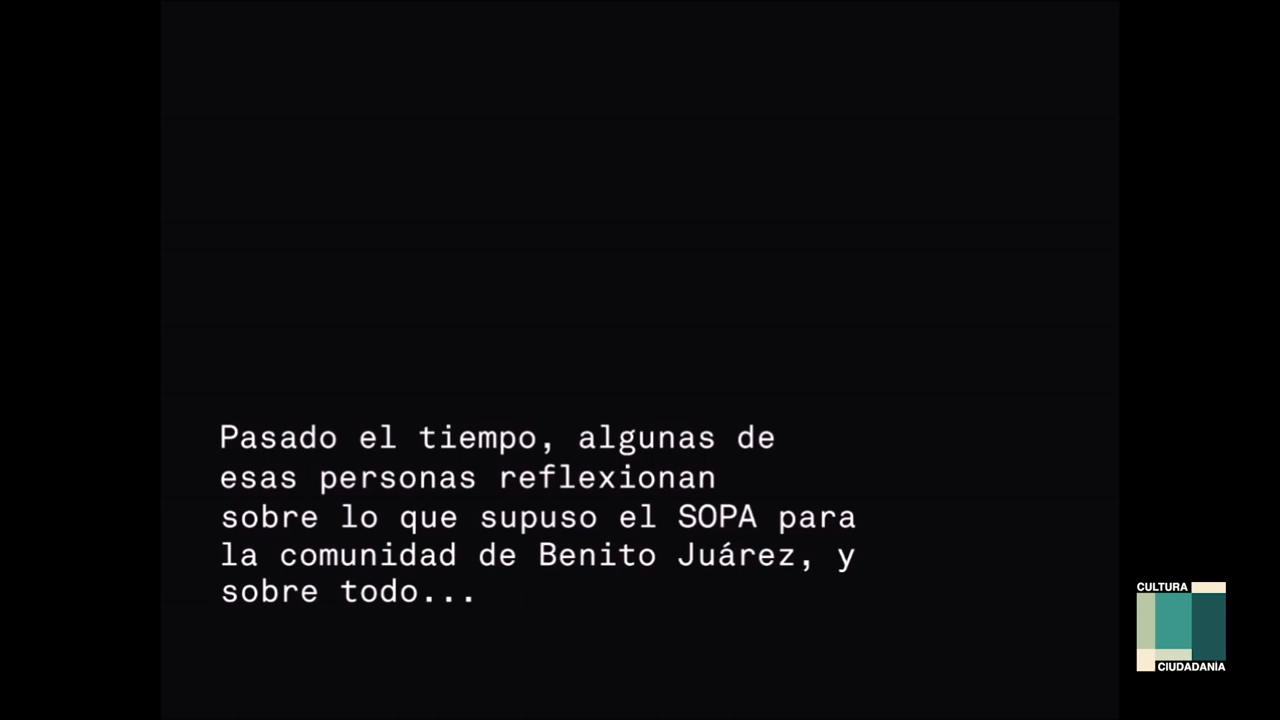 Pasado el tiempo, algunas de
esas personas reflexionan
sobre lo que supuso el SOPA para
la comunidad de Benito Juárez, y
sobre todo...
CULTURA
CIUDADANÍA